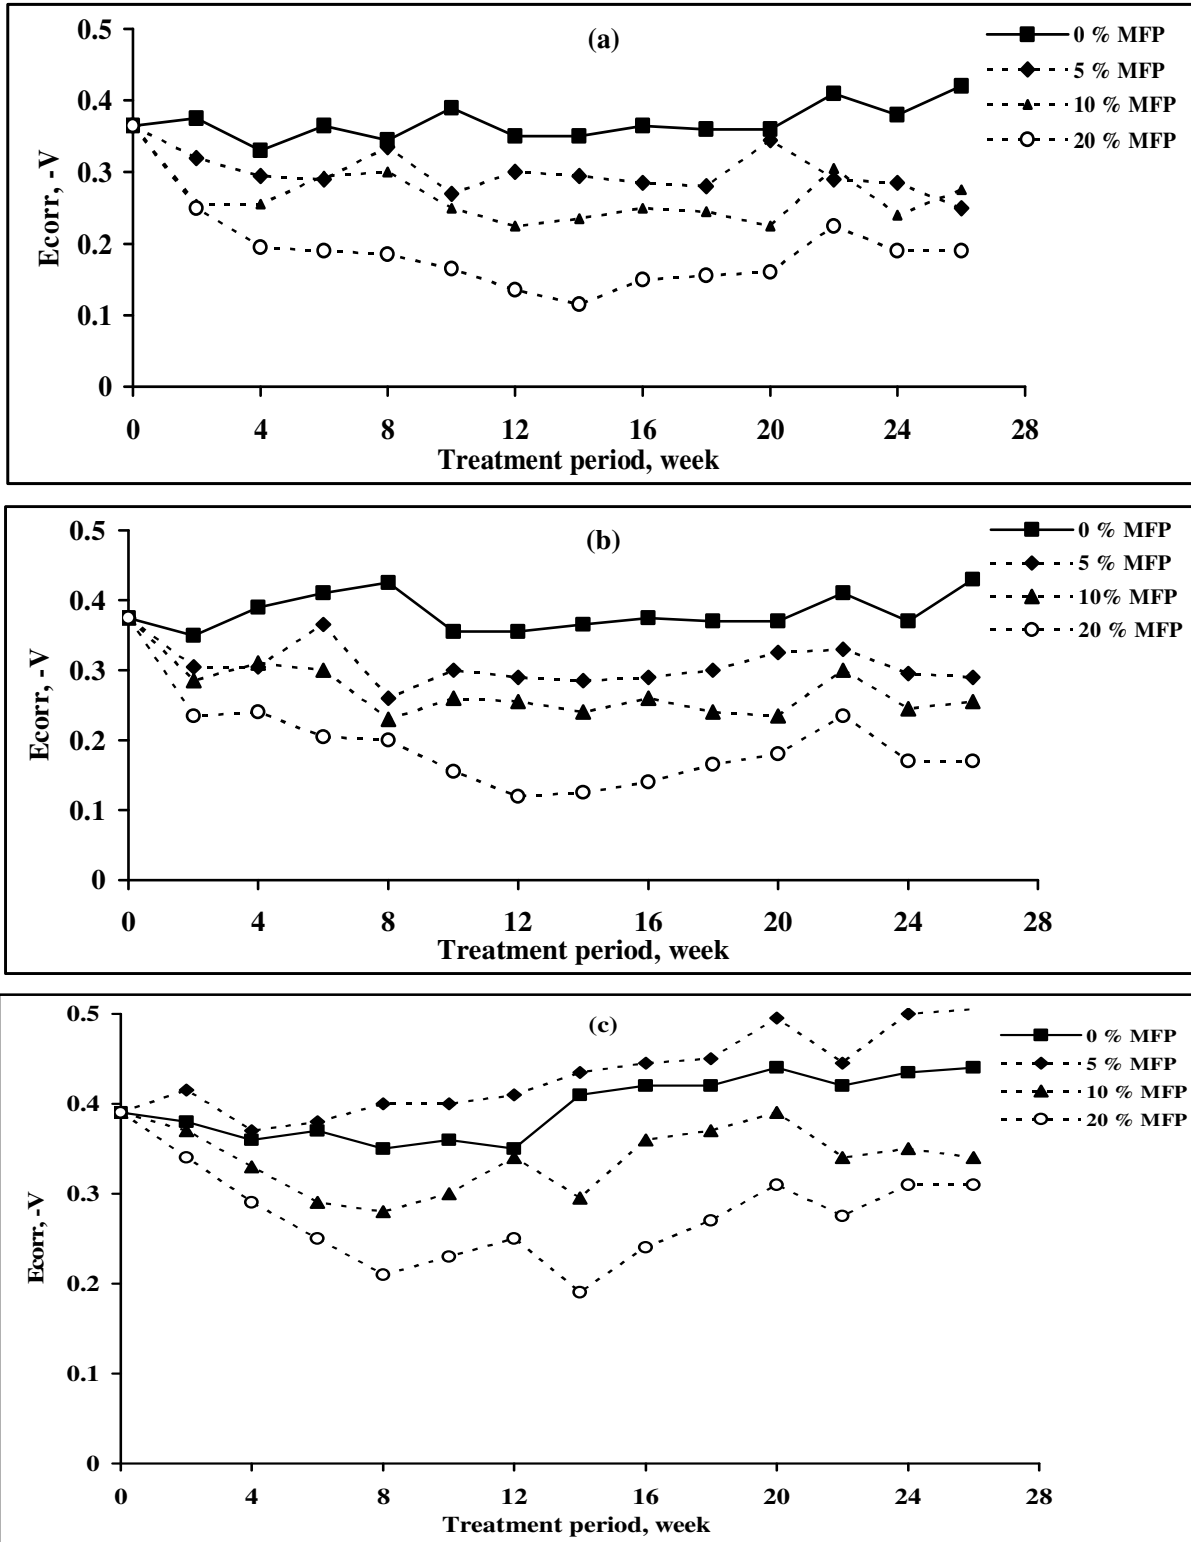 (a)
0 % MFP
5 % MFP
10 % MFP
20 % MFP
0.5
0.4
0.3
0.2
0.1
0
Ecorr, -V
0 4 8 12 16 20 24 28
Treatment period, week
(b)
0 % MFP
5 % MFP
10% MFP
20 % MFP
0.5
0.4
0.3
0.2
0.1
0
Ecorr, -V
0 4 8 12 16 20 24 28
Treatment period, week
(c)
0 % MFP
5 % MFP
10 % MFP
20 % MFP
0.5
0.4
0.3
0.2
0.1
0
Ecorr, -V
0 4 8 12 16 20 24 28
Treatment period, week